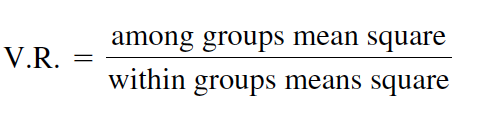 V.R. = among groups mean square
within groups means square